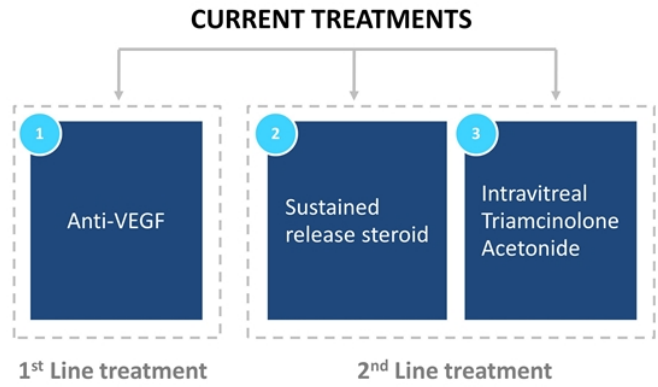 CURRENT TREATMENTS
1
Anti-VEGF
2
Sustained
release steroid
3
Intravitreal
Triamcinolone
Acetonide
1st Line treatment
2nd Line treatment